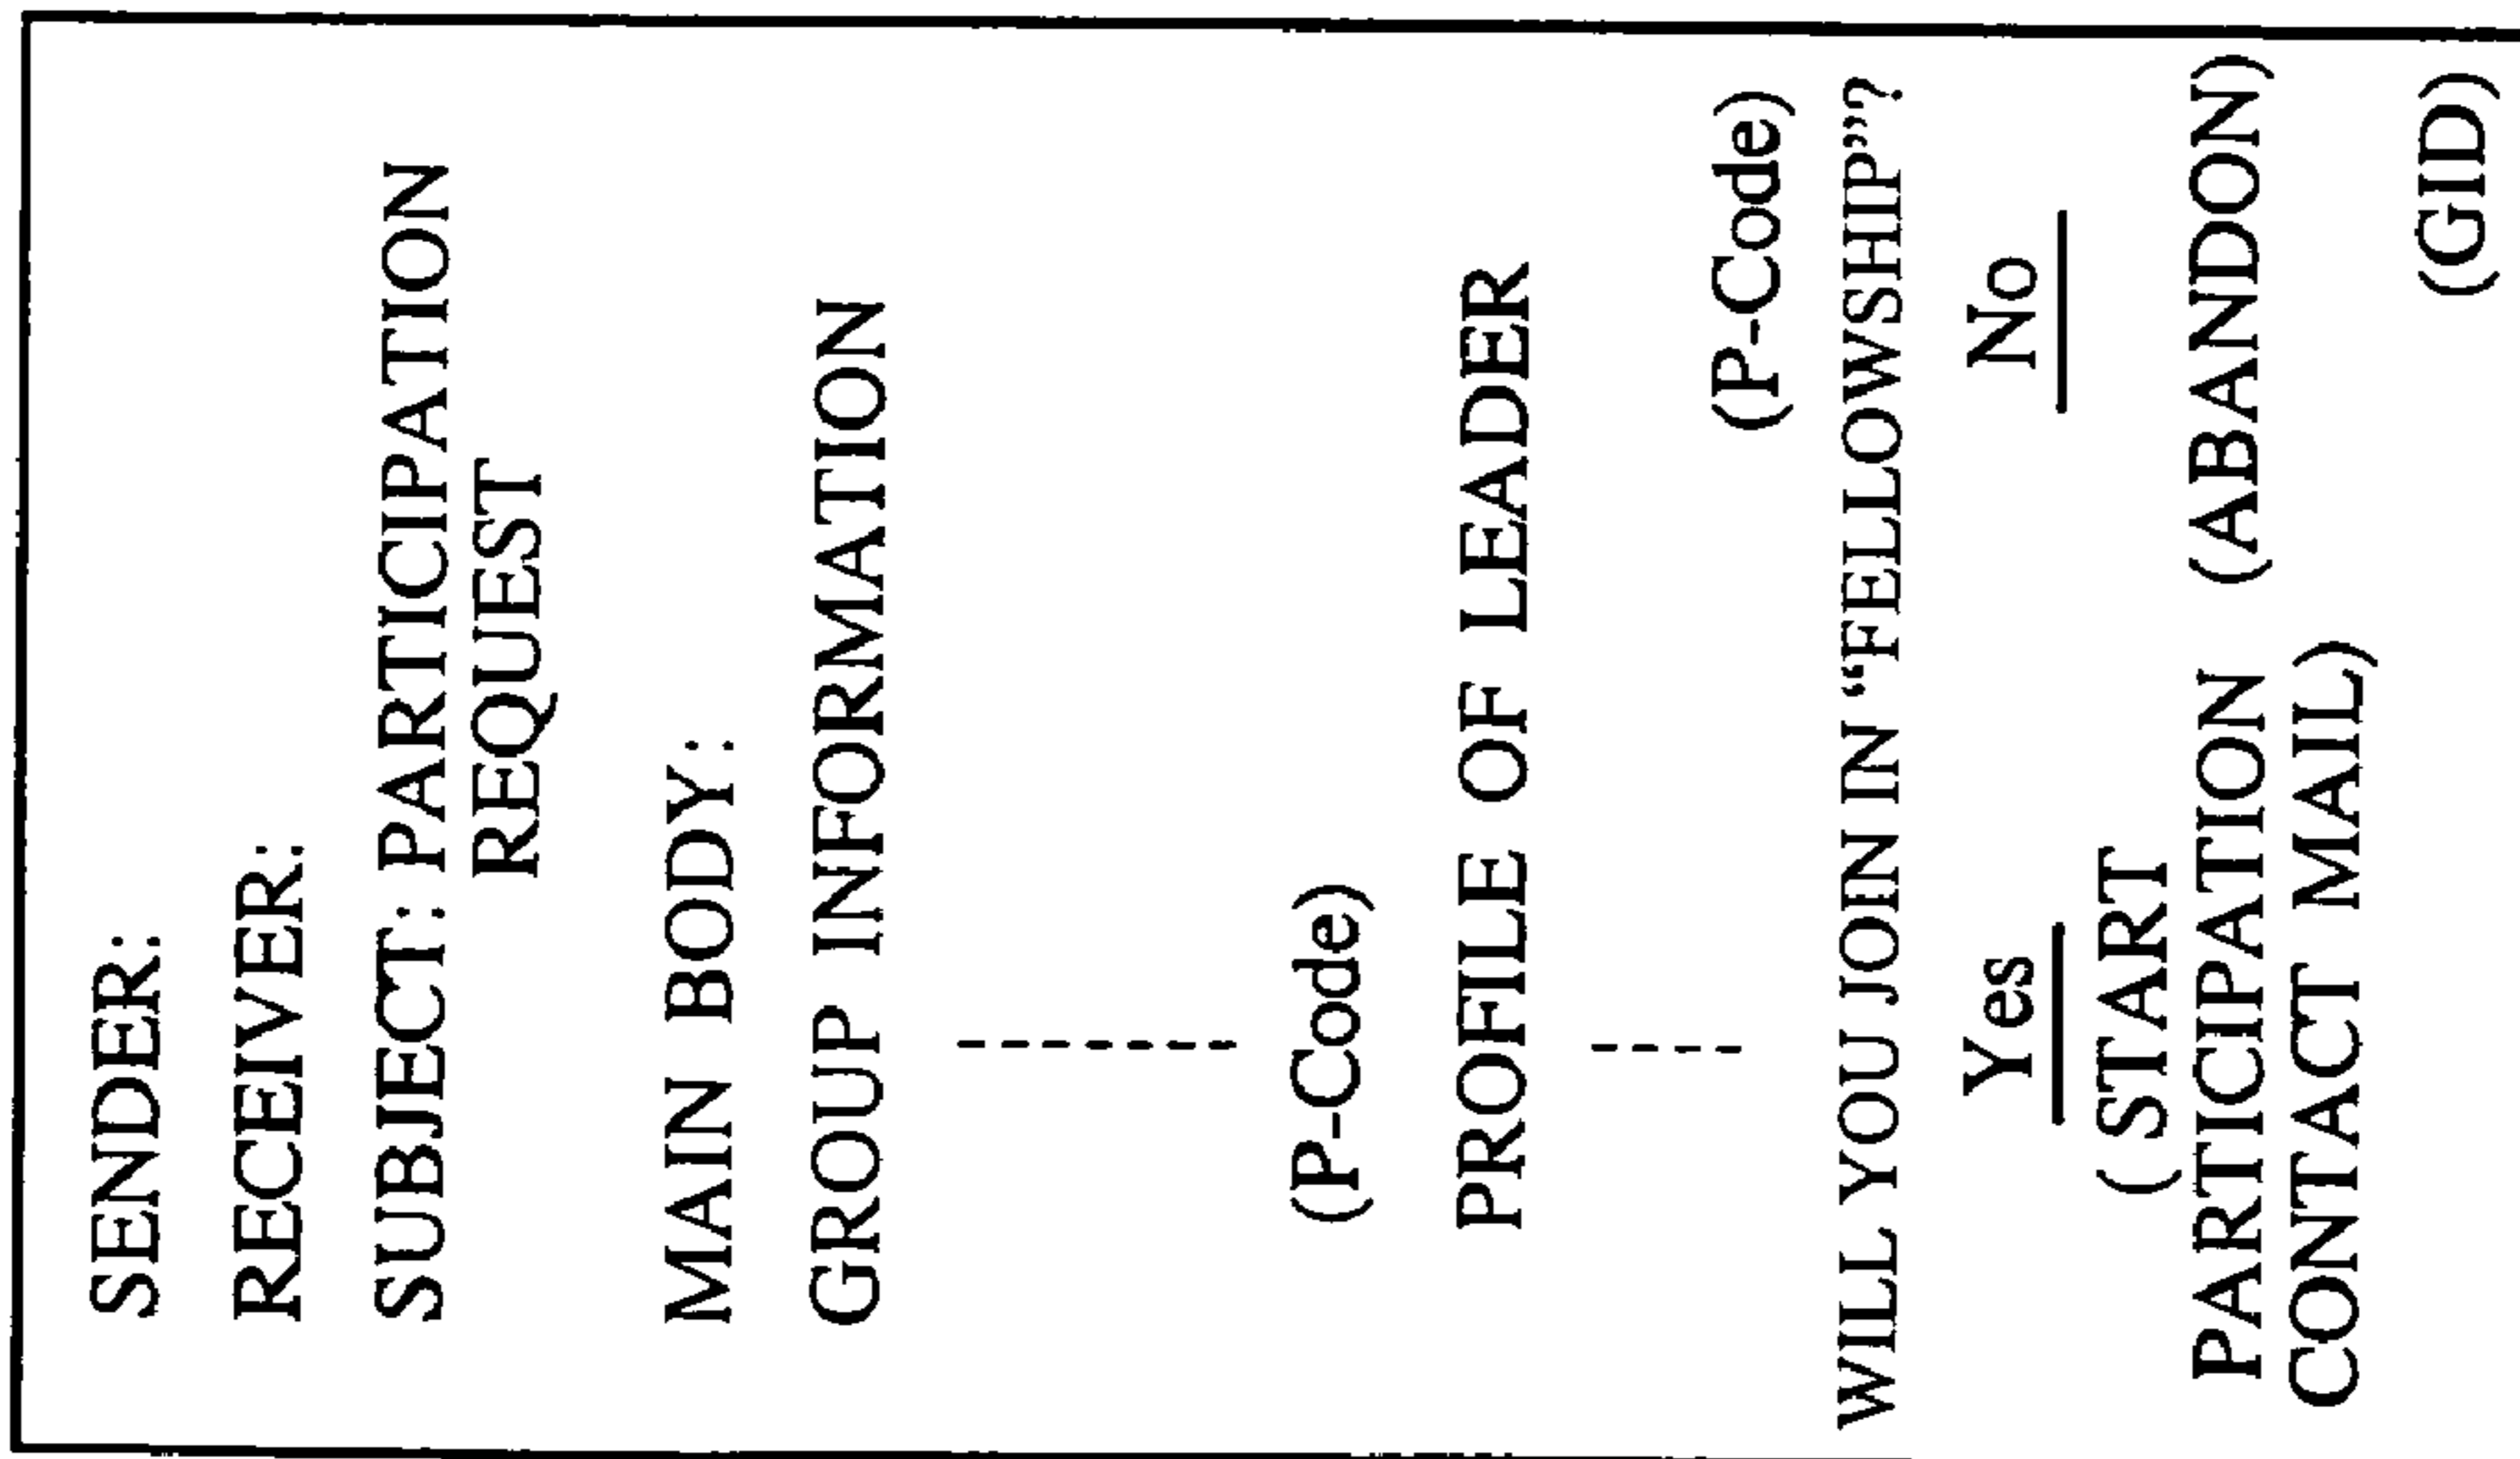 SENDER:
RECEIVER:
SUBJECT: PARTICIPATION
REQUEST
MAIN BODY:
GROUP INFORMATION
(P-Code)
PROFILE OF LEADER
(P-Code)
WILL YOU JOIN IN “FELLOWSHIP”?
Yes No
(START
PARTICIPATION (ABANDON)
CONTACT MAIL)
(GID)